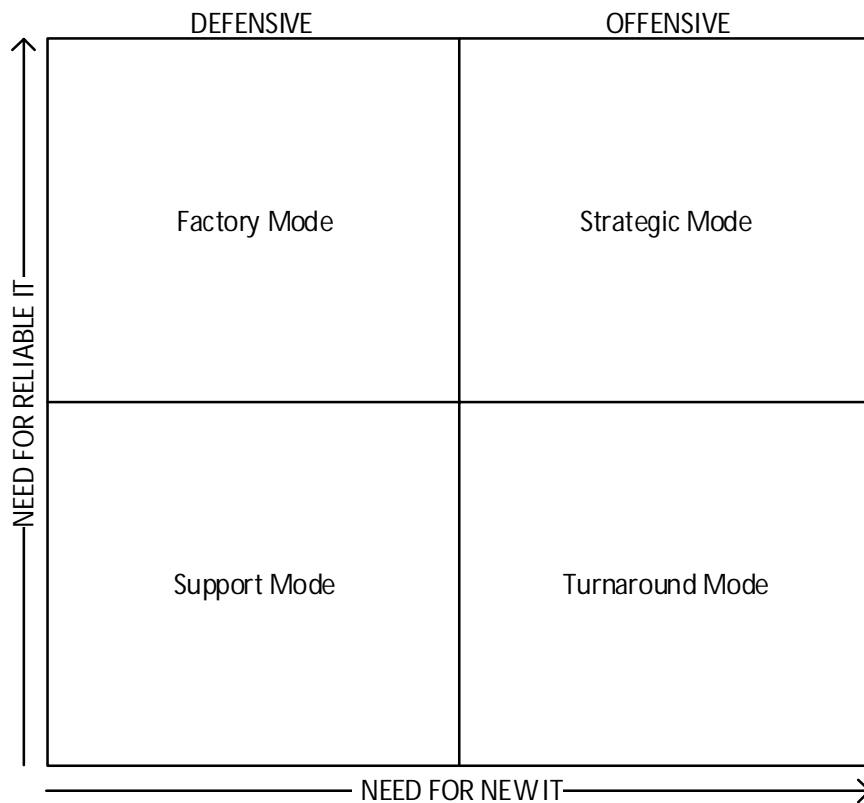 DEFENSIVE OFFENSIVE
Factory Mode Strategic Mode
NEED FOR RELIABLE IT
Support Mode Turnaround Mode
NEED FOR NEW IT